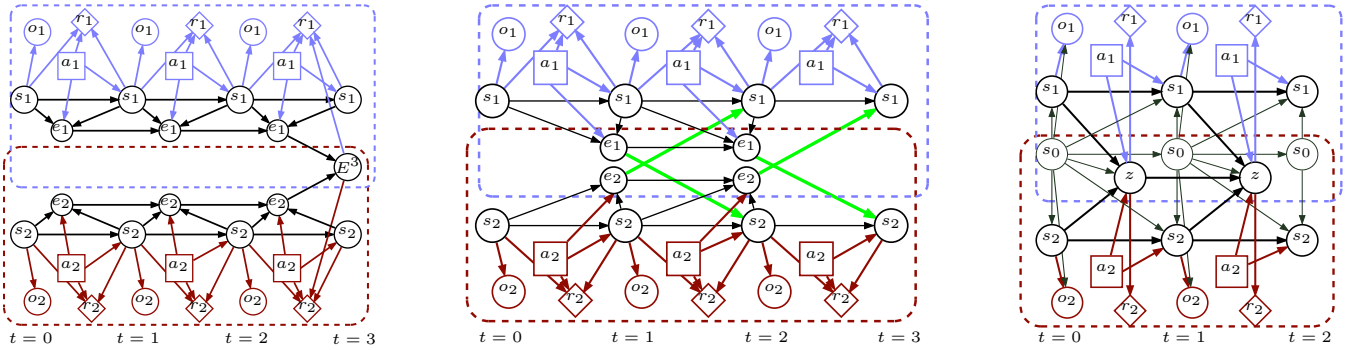 o₁ r₁ o₁ r₁ o₁ r₁
a₁ a₁ a₁
s₁ s₁ s₁ s₁
e₁ e₁ e₁
E³
e₂ e₂ e₂
s₂ s₂ s₂ s₂
a₂ a₂ a₂
o₂ r₂ o₂ r₂ o₂ r₂
t = 0 t = 1 t = 2 t = 3
o₁ r₁ o₁ r₁ o₁ r₁
a₁ a₁ a₁
s₁ s₁ s₁ s₁
e₁ e₁
e₂ e₂
s₂ s₂ s₂ s₂
a₂ a₂ a₂
o₂ r₂ o₂ r₂ o₂ r₂
t = 0 t = 1 t = 2 t = 3
o₁ r₁ o₁ r₁
a₁ a₁
s₁ s₁ s₁
s₀ s₀ s₀
z z
s₂ s₂ s₂
a₂ a₂
o₂ r₂ o₂ r₂
t = 0 t = 1 t = 2